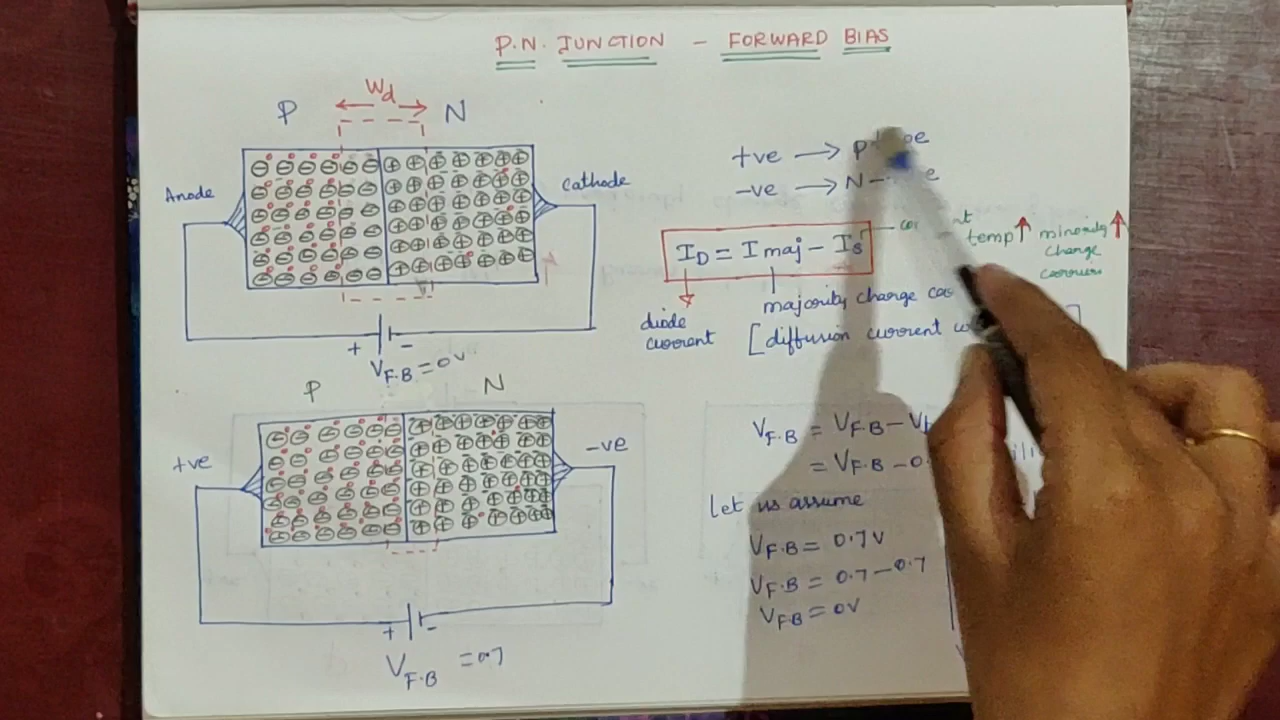 P.N. JUNCTION - FORWARD BIAS
P Wd N
Anode
Cathode
+ -
VF.B = 0V
+ve → P
-ve → N-
ID = I maj - Is
temp↑ minority↑
charge
carriers
diode
current
majority charge
[diffusion current
P N
+ve
-ve
+ -
VF.B = 0.7
VF.B = VF.B -
= VF.B - 0.
Let us assume
VF.B = 0.7V
VF.B = 0.7 - 0.7
VF.B = 0V